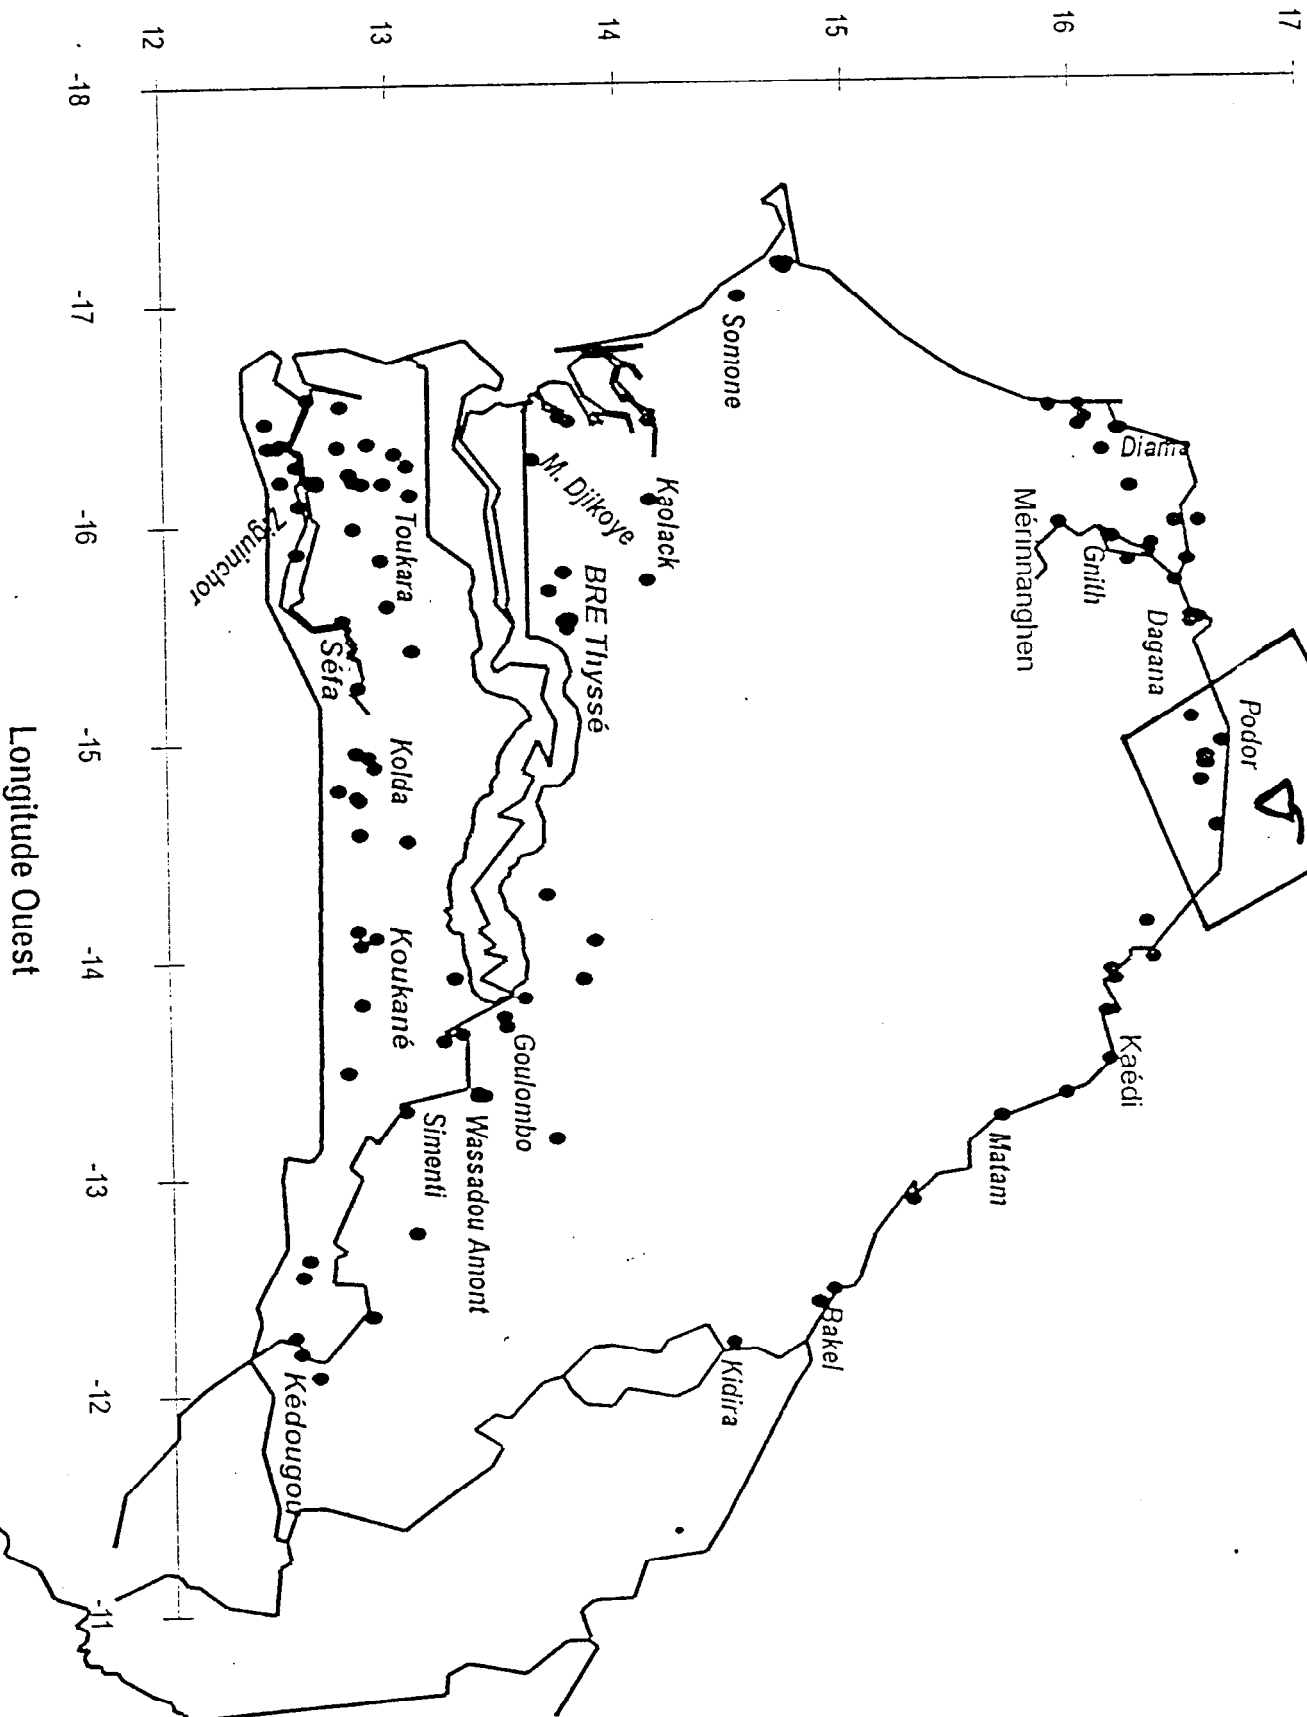 17
16
15
14
13
12
-18
-17
-16
-15
-14
-13
-12
-11
Longitude Ouest
Diama
Gnith
Mérinnanghen
Dagana
Podor
Kaédi
Matam
Bakel
Kidira
Somone
Kaolack
M. Djikoye
BRE Thyssé
Toukara
Ziguinchor
Séfa
Kolda
Koukané
Goulombo
Wassadou Amont
Simenti
Kédougou